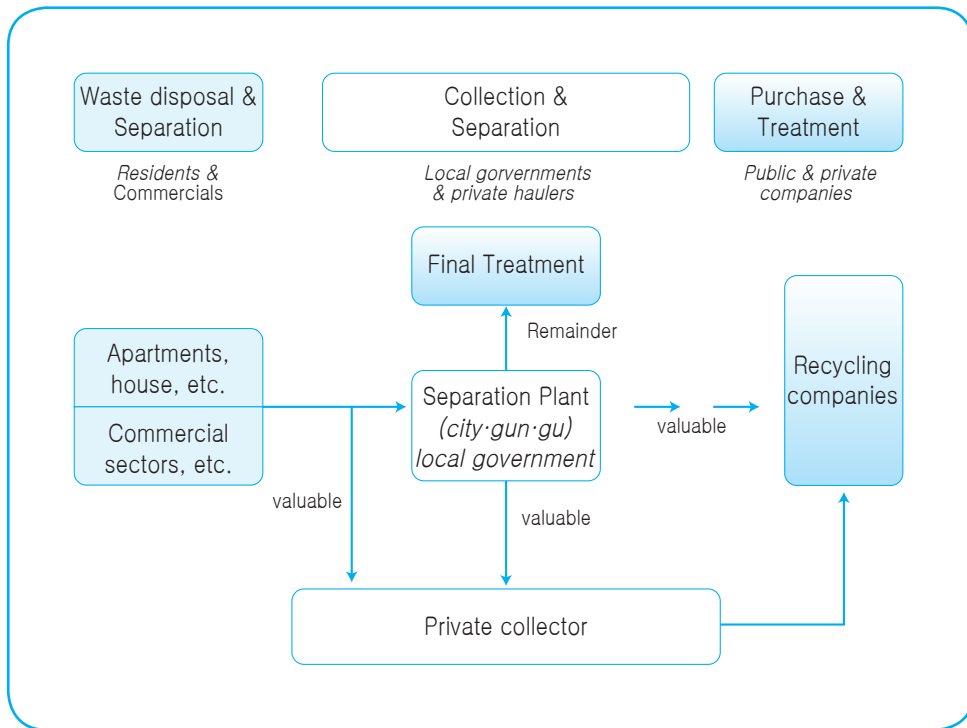 Waste disposal &
Separation
Collection &
Separation
Purchase &
Treatment
Residents &
Commercials
Local gorvernments
& private haulers
Public & private
companies
Final Treatment
Remainder
Apartments,
house, etc.
Commercial
sectors, etc.
Separation Plant
(city·gun·gu)
local government
valuable
Recycling
companies
valuable
valuable
Private collector